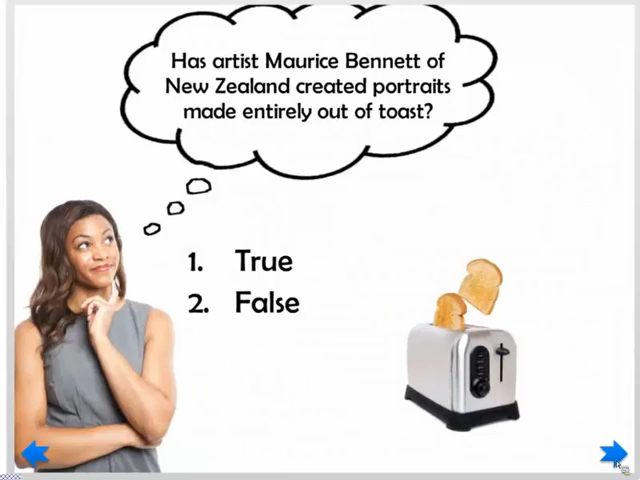 Has artist Maurice Bennett of
New Zealand created portraits
made entirely out of toast?
1. True
2. False